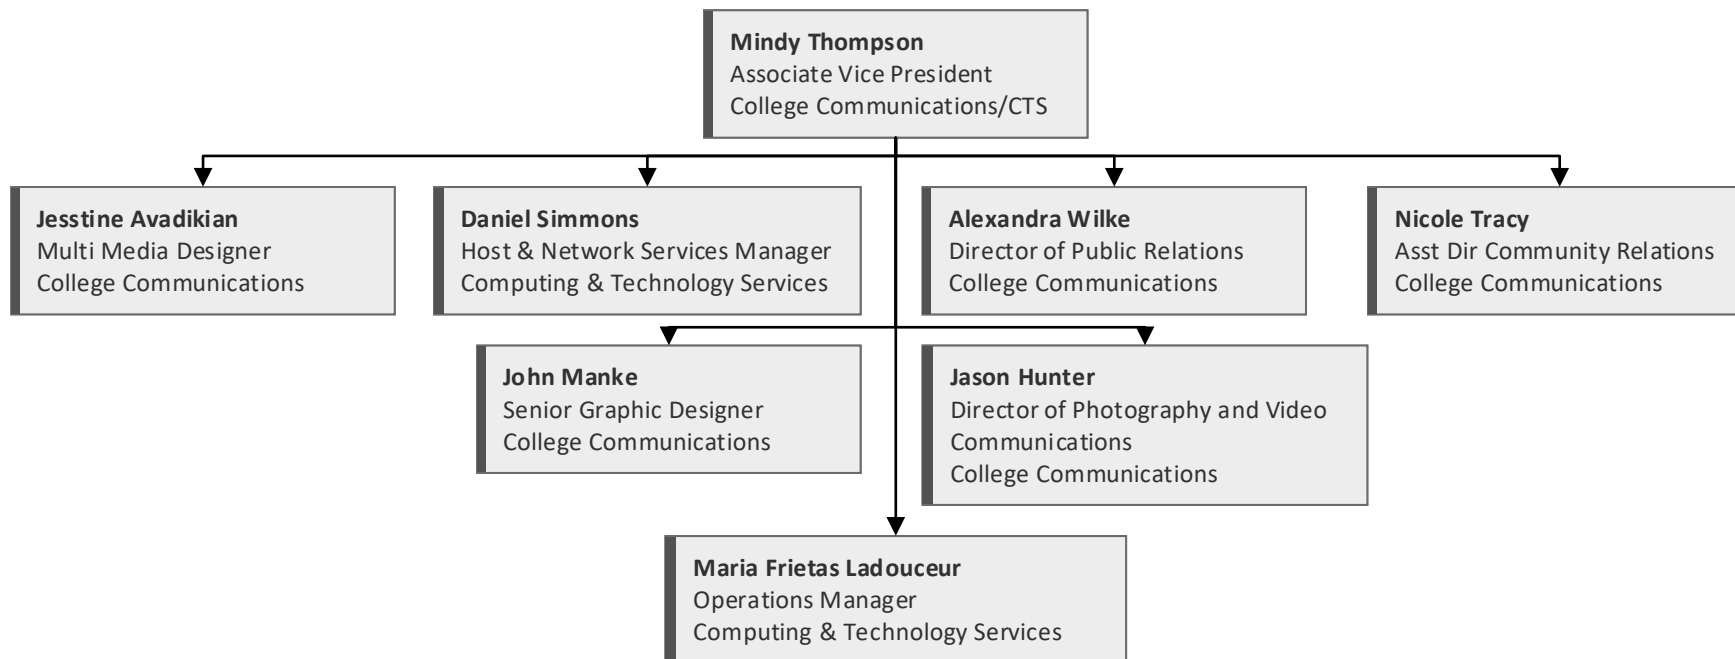 Mindy Thompson
Associate Vice President
College Communications/CTS
Jesstine Avadikian
Multi Media Designer
College Communications
Daniel Simmons
Host & Network Services Manager
Computing & Technology Services
Alexandra Wilke
Director of Public Relations
College Communications
Nicole Tracy
Asst Dir Community Relations
College Communications
John Manke
Senior Graphic Designer
College Communications
Jason Hunter
Director of Photography and Video
Communications
College Communications
Maria Frietas Ladouceur
Operations Manager
Computing & Technology Services